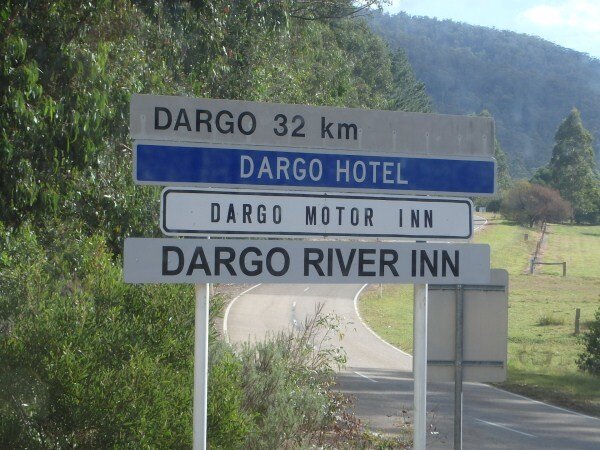 DARGO 32 km
DARGO HOTEL
DARGO MOTOR INN
DARGO RIVER INN